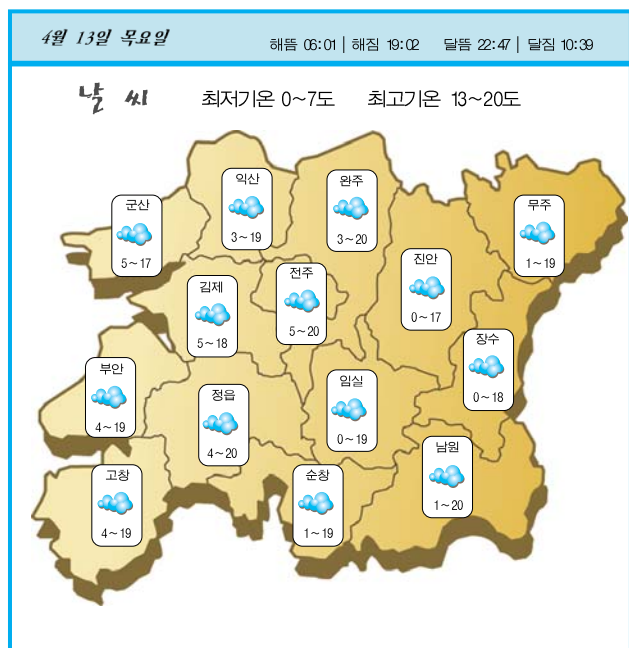 4월 13일 목요일
해뜸 06:01 | 해짐 19:02 달뜸 22:47 | 달짐 10:39
날 씨 최저기온 0~7도 최고기온 13~20도
군산
5~17
익산
3~19
완주
3~20
무주
1~19
김제
5~18
전주
5~20
진안
0~17
장수
0~18
부안
4~19
정읍
4~20
임실
0~19
남원
1~20
고창
4~19
순창
1~19